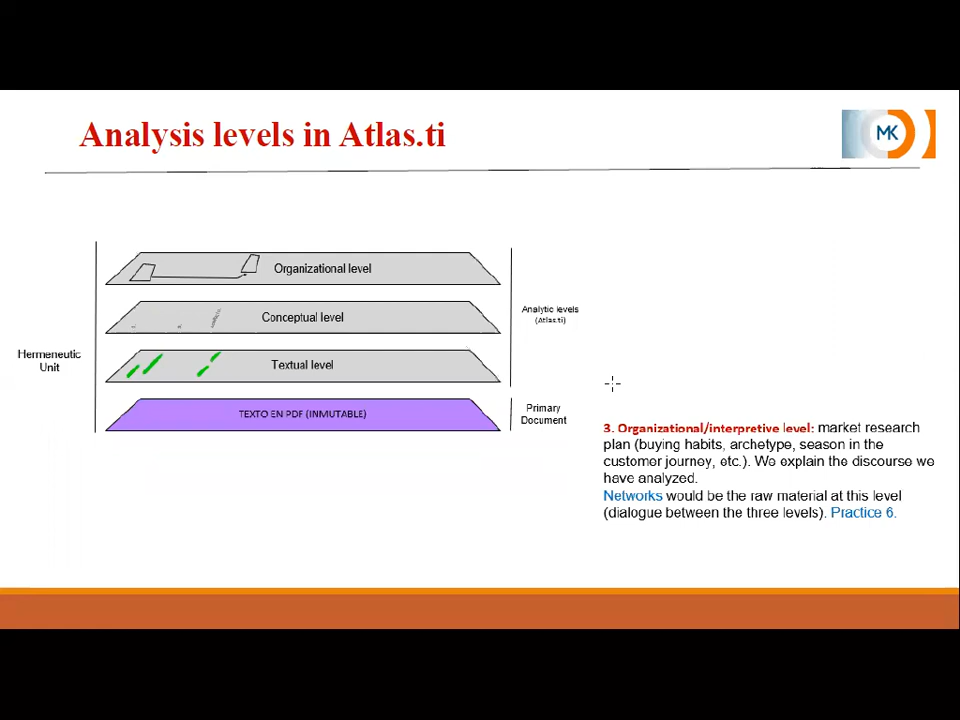 Analysis levels in Atlas.ti
MK
Organizational level
Conceptual level
Analytic levels
(Atlas.ti)
Hermeneutic
Unit
Textual level
TEXTO EN PDF (INMUTABLE)
Primary
Document
3. Organizational/interpretive level: market research
plan (buying habits, archetype, season in the
customer journey, etc.). We explain the discourse we
have analyzed.
Networks would be the raw material at this level
(dialogue between the three levels). Practice 6.